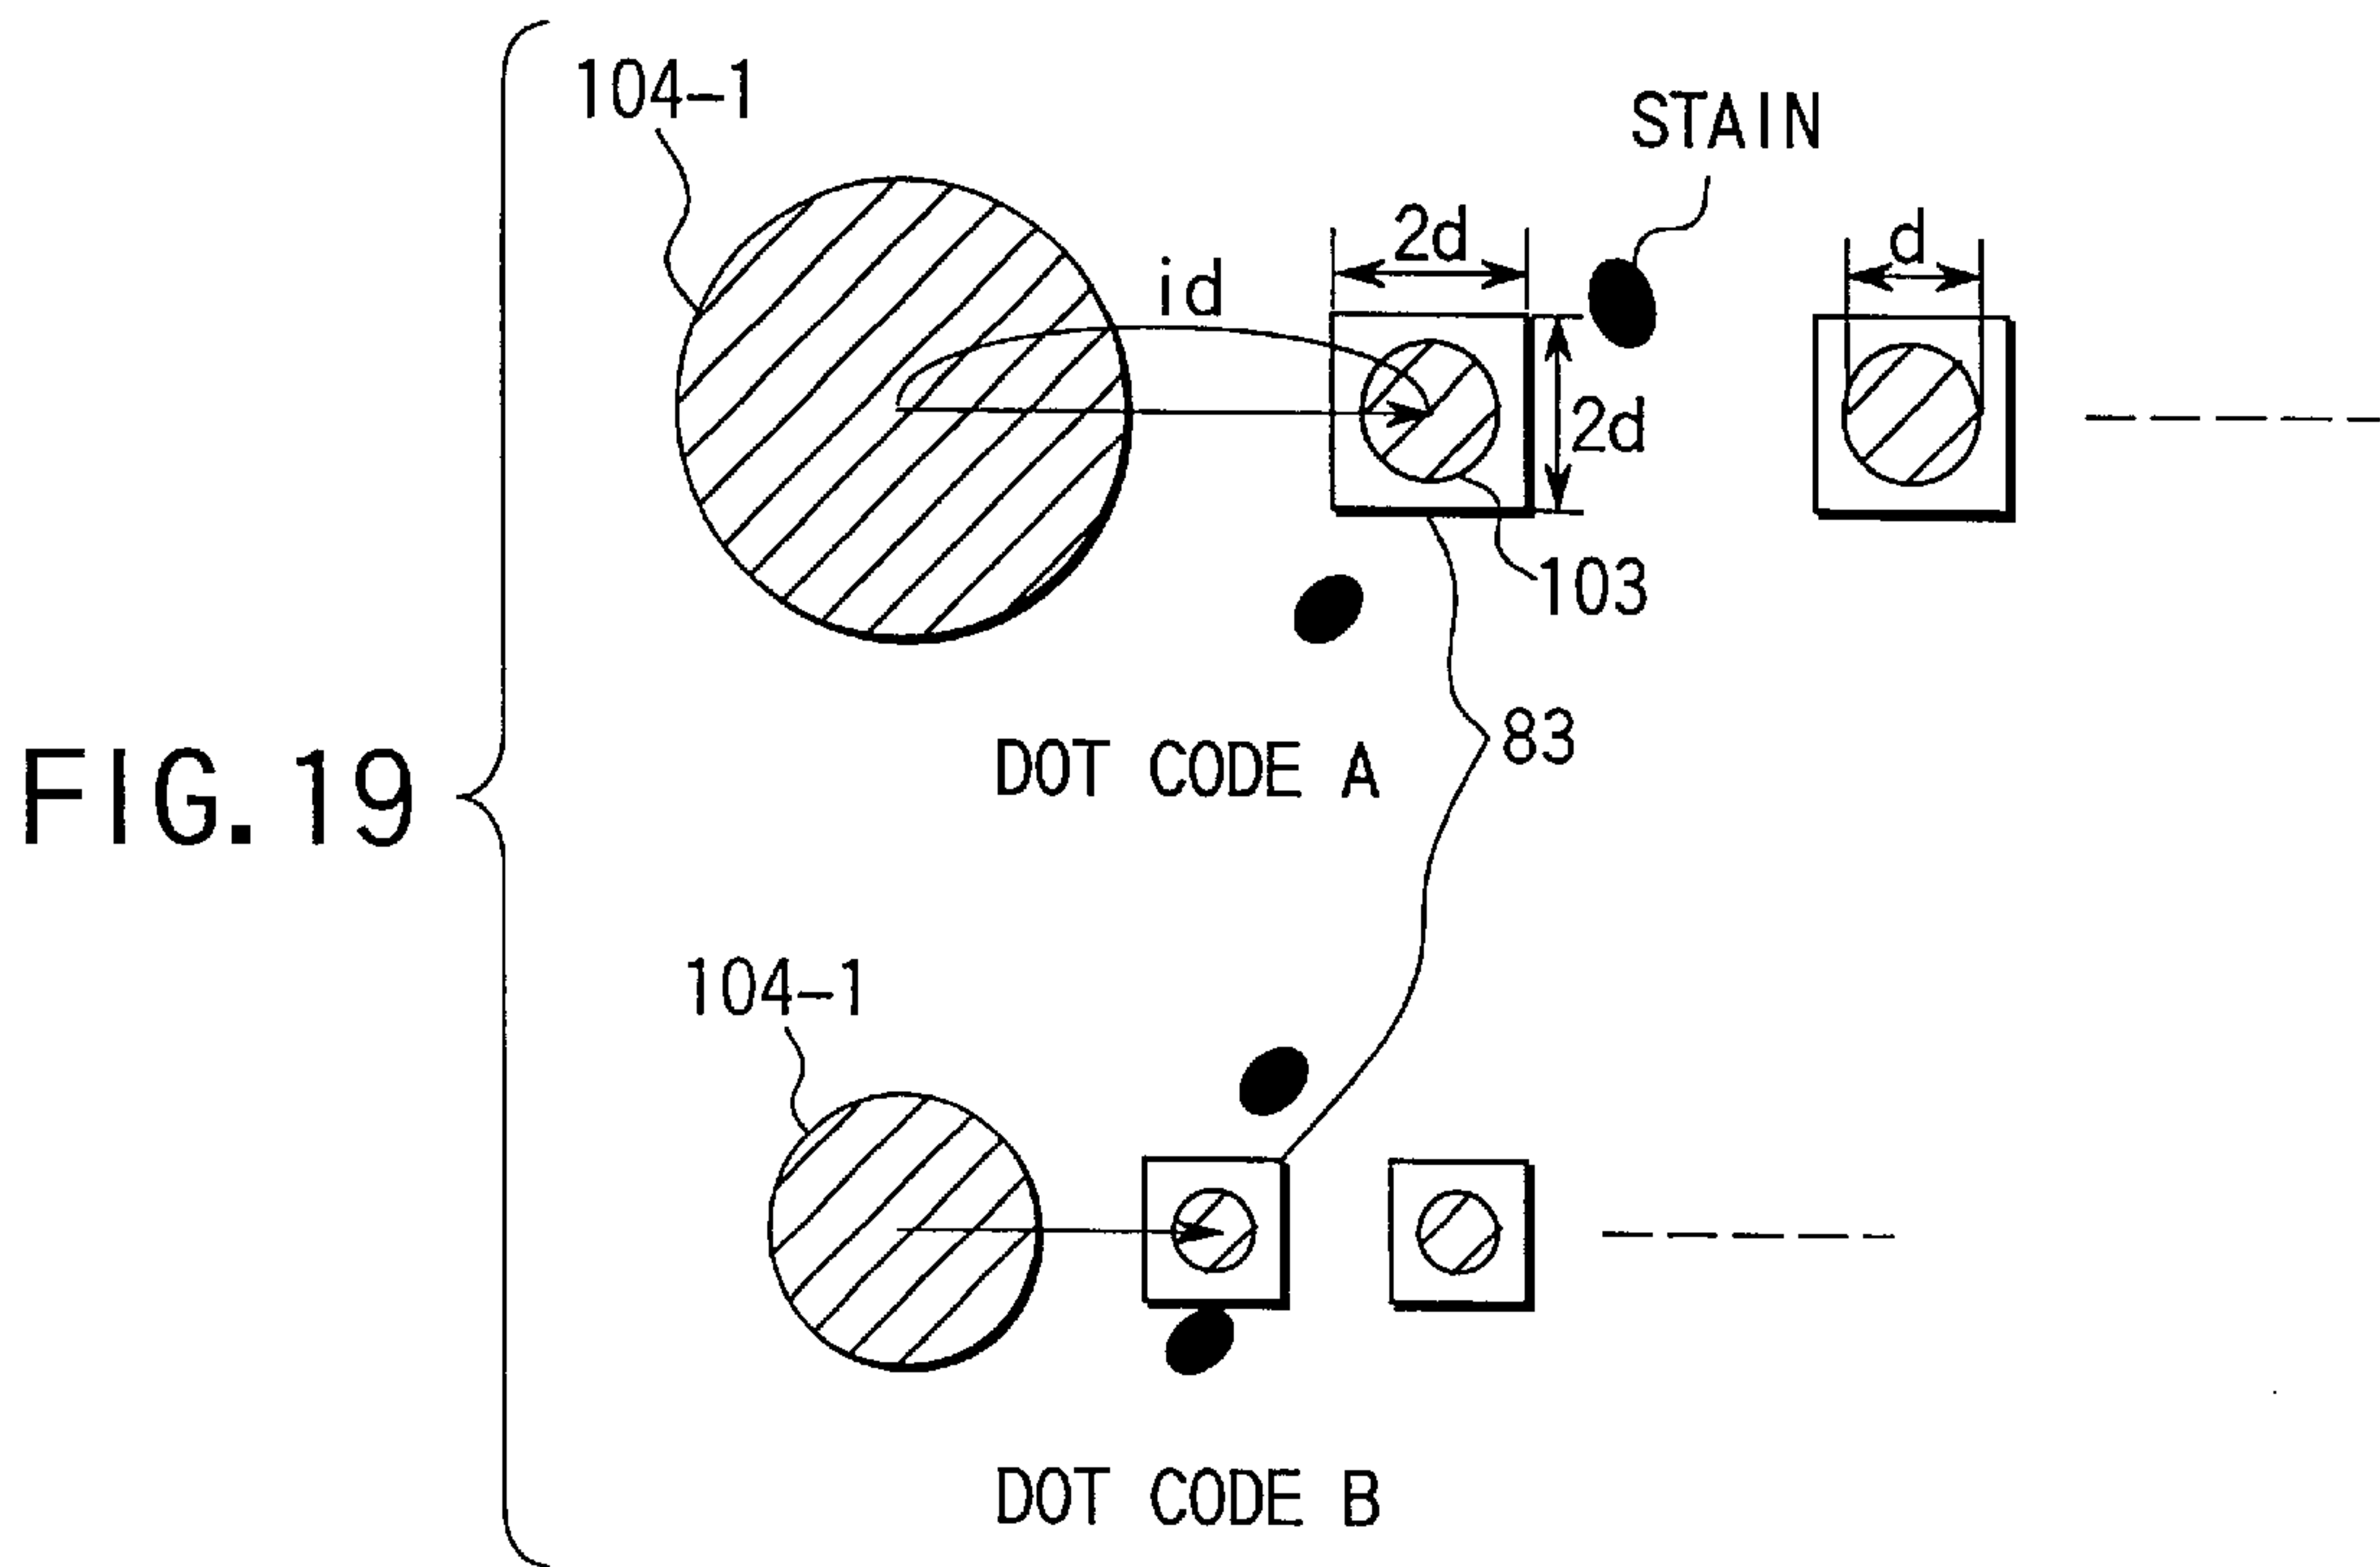 FIG. 19
104-1
STAIN
2d
d
id
2d
103
83
DOT CODE A
104-1
DOT CODE B